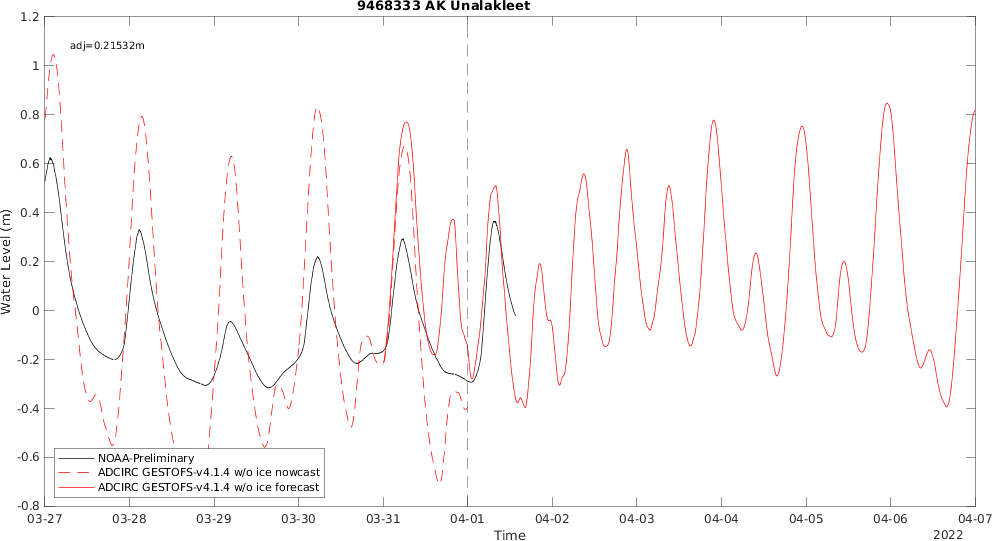 9468333 AK Unalakleet
adj=0.21532m
Water Level (m)
1.2
1
0.8
0.6
0.4
0.2
0
-0.2
-0.4
-0.6
-0.8
NOAA-Preliminary
ADCIRC GESTOFS-v4.1.4 w/o ice nowcast
ADCIRC GESTOFS-v4.1.4 w/o ice forecast
03-27 03-28 03-29 03-30 03-31 04-01 04-02 04-03 04-04 04-05 04-06 04-07
Time
2022